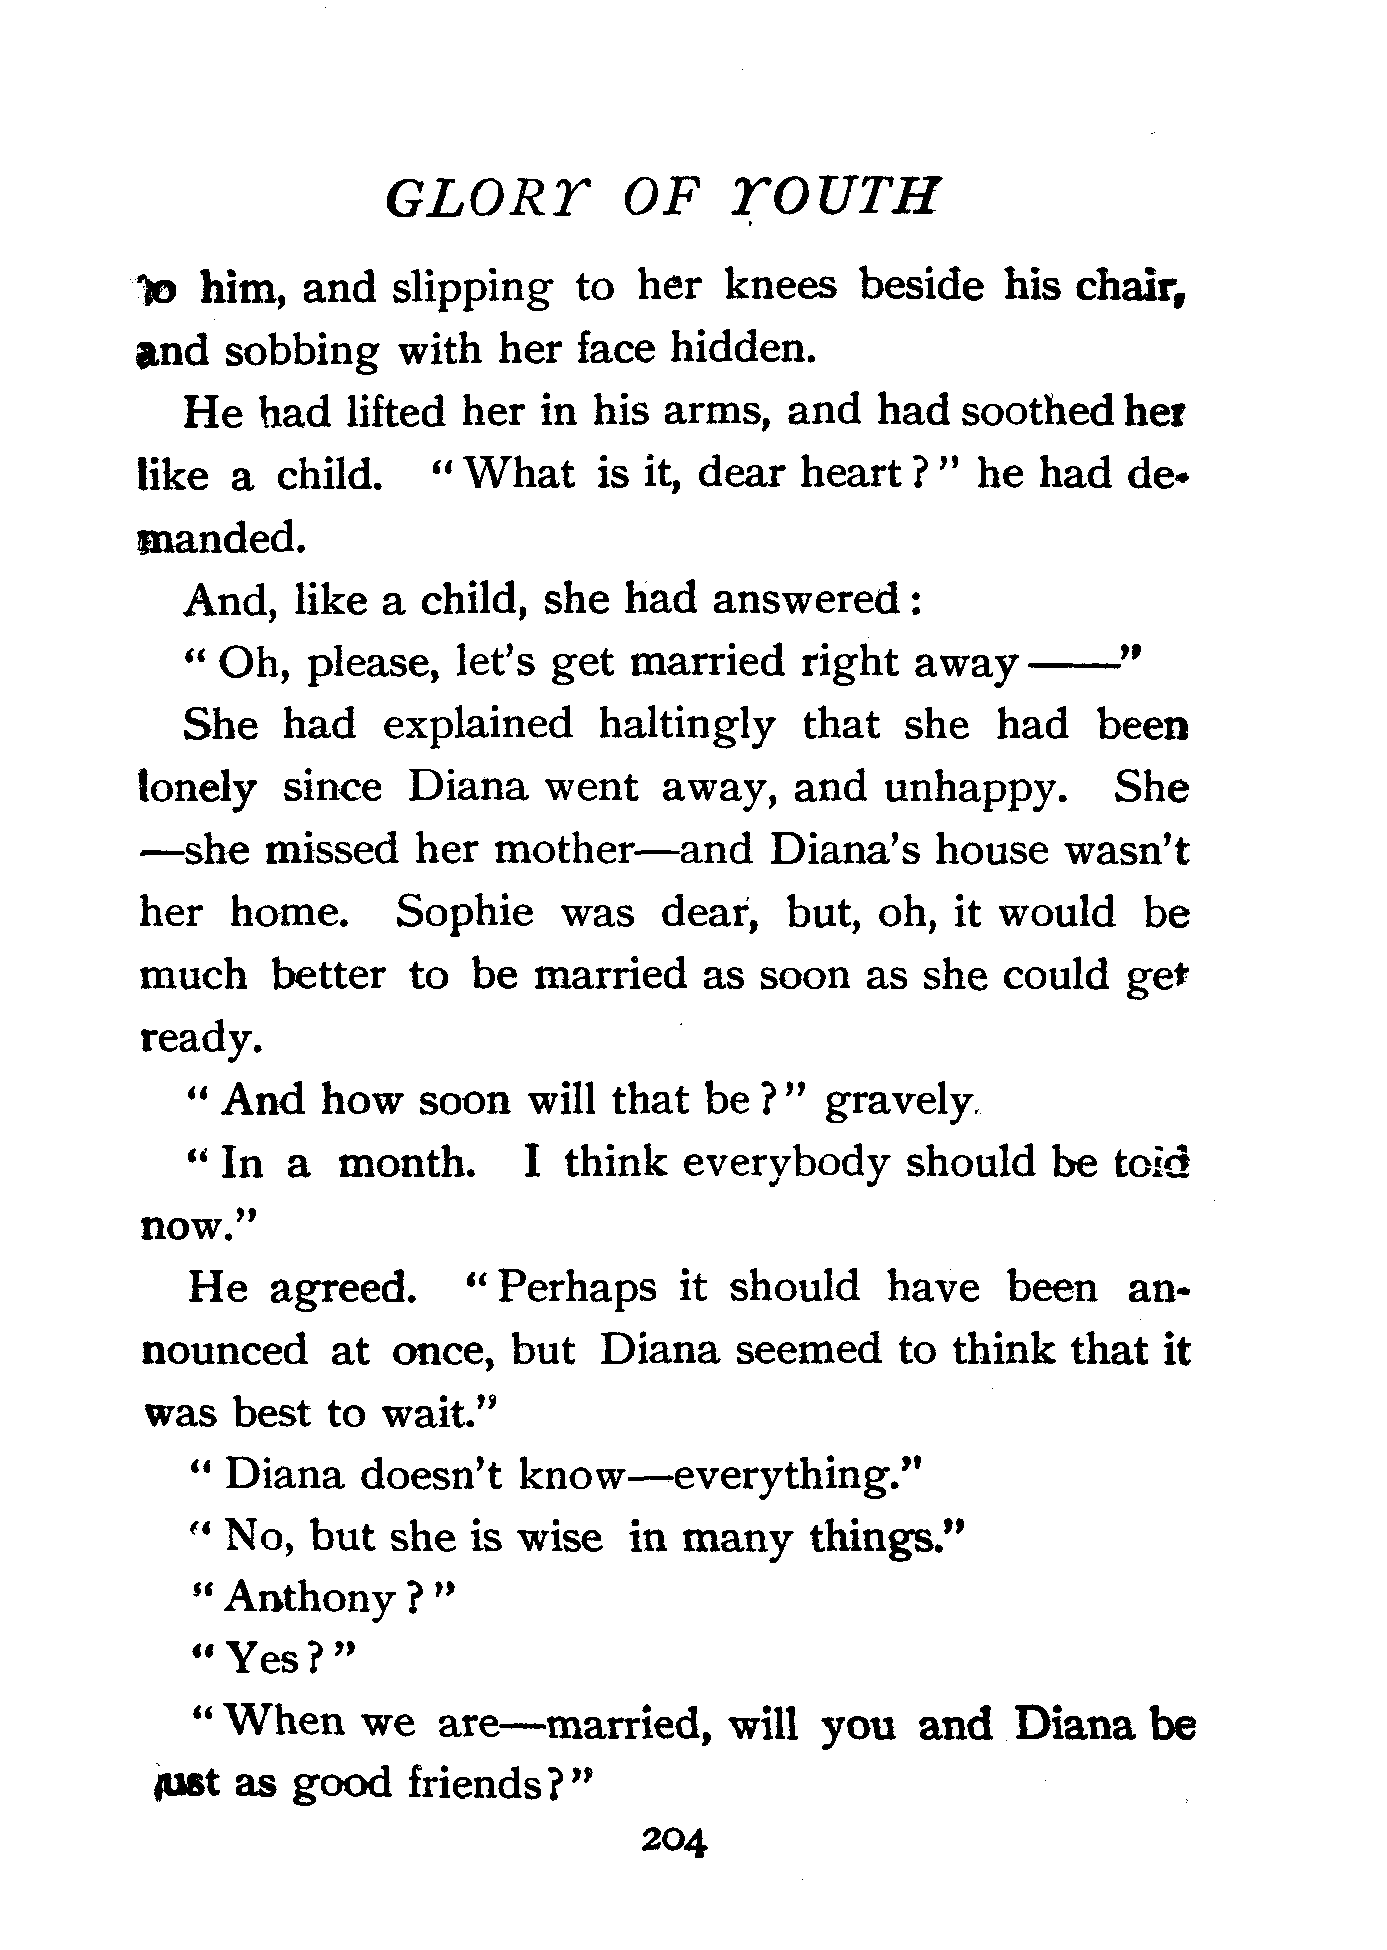 GLORY OF YOUTH
to him, and slipping to her knees beside his chair,
and sobbing with her face hidden.
He had lifted her in his arms, and had soothed her
like a child. “What is it, dear heart?” he had de-
manded.
And, like a child, she had answered:
“Oh, please, let's get married right away——”
She had explained haltingly that she had been
lonely since Diana went away, and unhappy. She
—she missed her mother—and Diana's house wasn't
her home. Sophie was dear, but, oh, it would be
much better to be married as soon as she could get
ready.
“And how soon will that be?” gravely.
“In a month. I think everybody should be told
now.”
He agreed. “Perhaps it should have been an-
nounced at once, but Diana seemed to think that it
was best to wait.”
“Diana doesn't know—everything.”
“No, but she is wise in many things.”
“Anthony?”
“Yes?”
“When we are—married, will you and Diana be
just as good friends?”
204